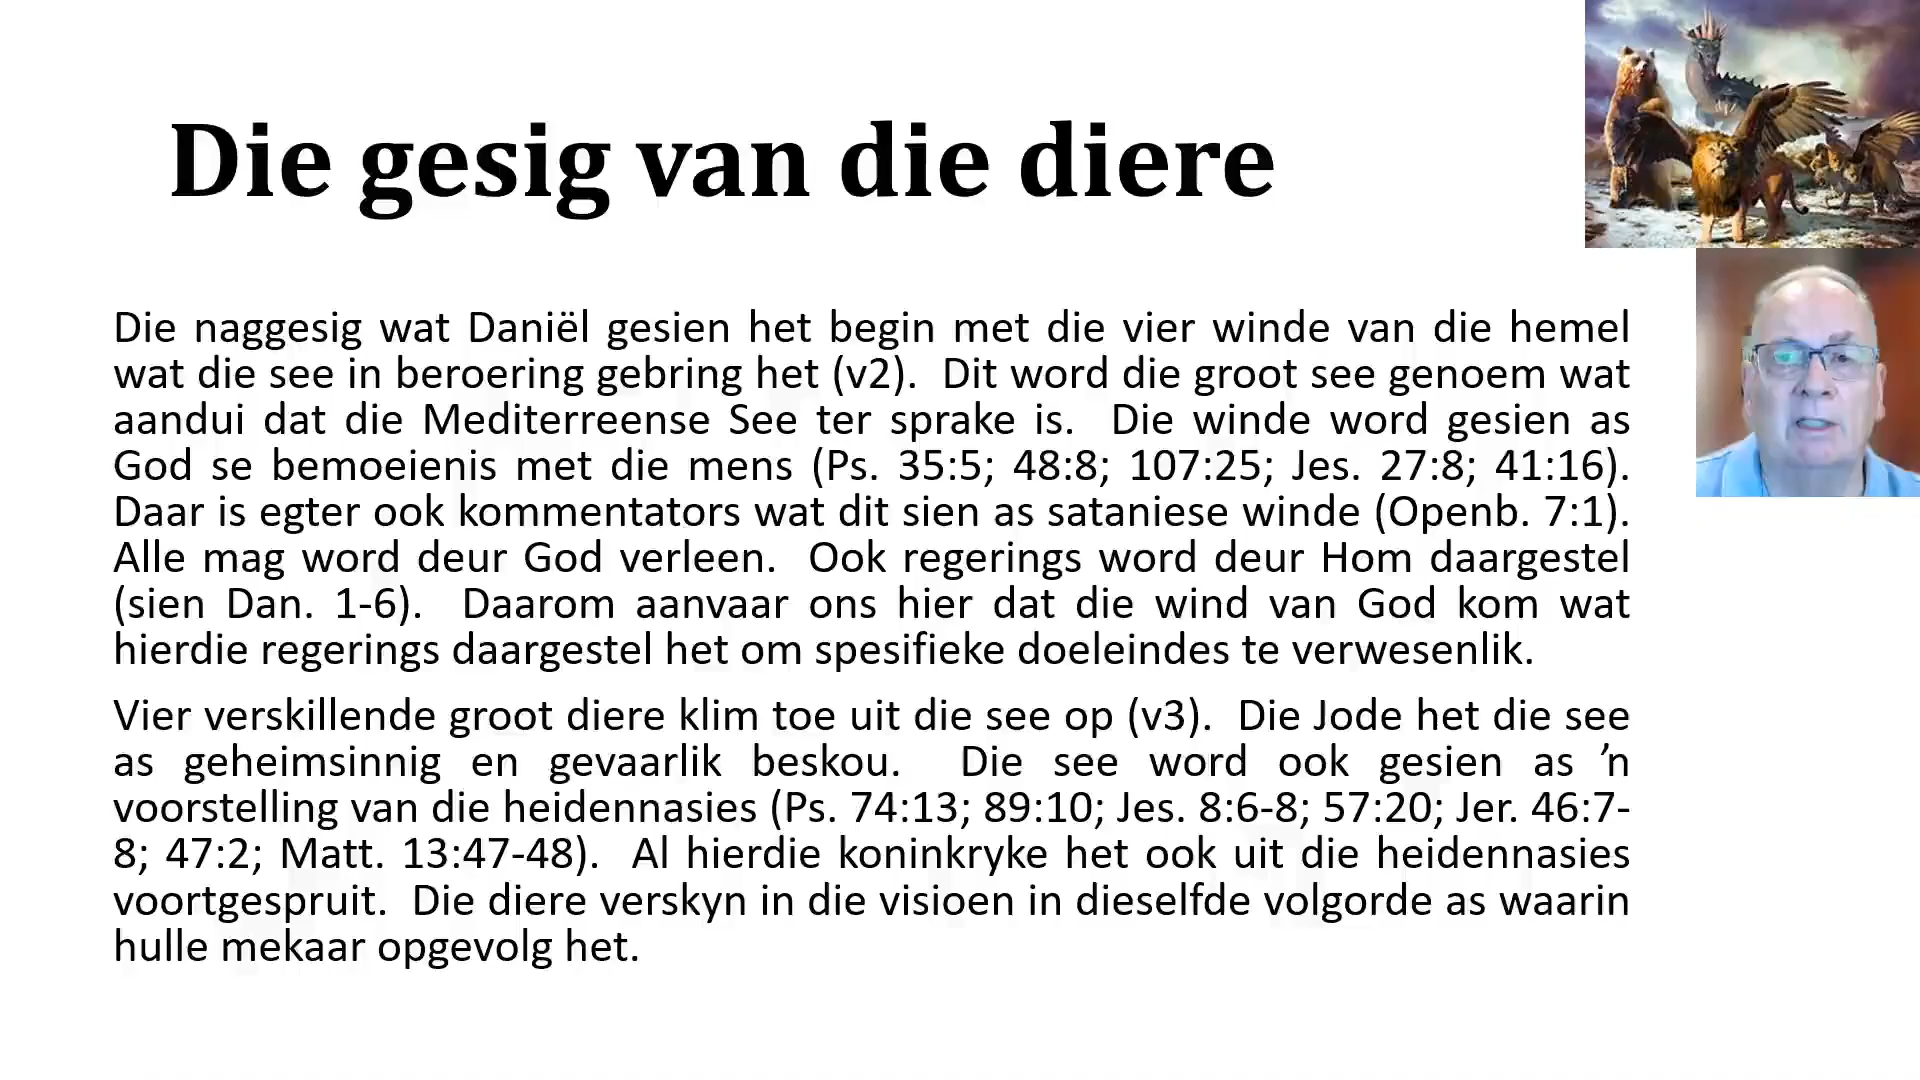 Die gesig van die diere
Die naggesig wat Daniël gesien het begin met die vier winde van die hemel
wat die see in beroering gebring het (v2).  Dit word die groot see genoem wat
aandui dat die Mediterreense See ter sprake is.  Die winde word gesien as
God se bemoeienis met die mens (Ps. 35:5; 48:8; 107:25; Jes. 27:8; 41:16).
Daar is egter ook kommentators wat dit sien as sataniese winde (Openb. 7:1).
Alle mag word deur God verleen.  Ook regerings word deur Hom daargestel
(sien Dan. 1-6).  Daarom aanvaar ons hier dat die wind van God kom wat
hierdie regerings daargestel het om spesifieke doeleindes te verwesenlik.
Vier verskillende groot diere klim toe uit die see op (v3).  Die Jode het die see
as geheimsinnig en gevaarlik beskou.  Die see word ook gesien as ’n
voorstelling van die heidennasies (Ps. 74:13; 89:10; Jes. 8:6-8; 57:20; Jer. 46:7-
8; 47:2; Matt. 13:47-48).  Al hierdie koninkryke het ook uit die heidennasies
voortgespruit.  Die diere verskyn in die visioen in dieselfde volgorde as waarin
hulle mekaar opgevolg het.